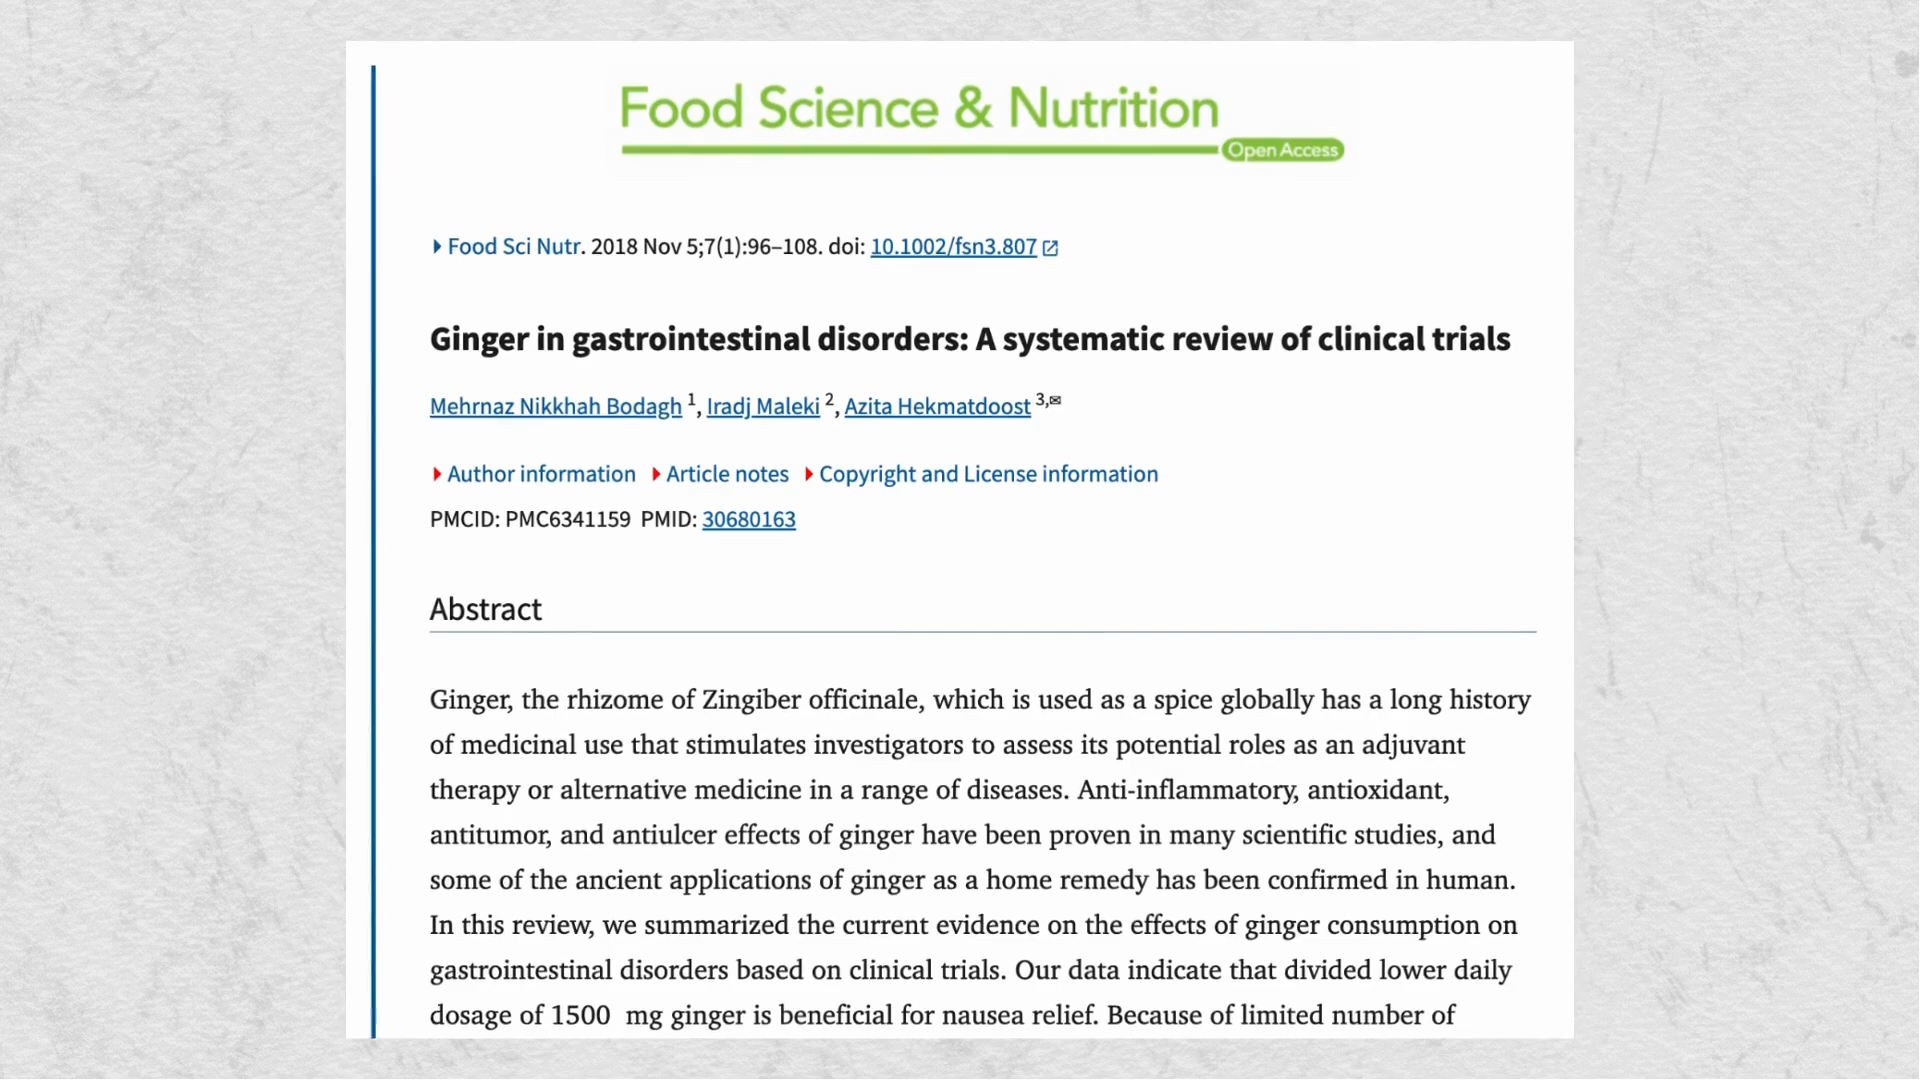 Food Science & Nutrition
Open Access
Food Sci Nutr. 2018 Nov 5;7(1):96–108. doi: 10.1002/fsn3.807
Ginger in gastrointestinal disorders: A systematic review of clinical trials
Mehrnaz Nikkhah Bodagh 1, Iradj Maleki 2, Azita Hekmatdoost 3,✉
Author information Article notes Copyright and License information
PMCID: PMC6341159 PMID: 30680163
Abstract
Ginger, the rhizome of Zingiber officinale, which is used as a spice globally has a long history
of medicinal use that stimulates investigators to assess its potential roles as an adjuvant
therapy or alternative medicine in a range of diseases. Anti-inflammatory, antioxidant,
antitumor, and antiulcer effects of ginger have been proven in many scientific studies, and
some of the ancient applications of ginger as a home remedy has been confirmed in human.
In this review, we summarized the current evidence on the effects of ginger consumption on
gastrointestinal disorders based on clinical trials. Our data indicate that divided lower daily
dosage of 1500 mg ginger is beneficial for nausea relief. Because of limited number of